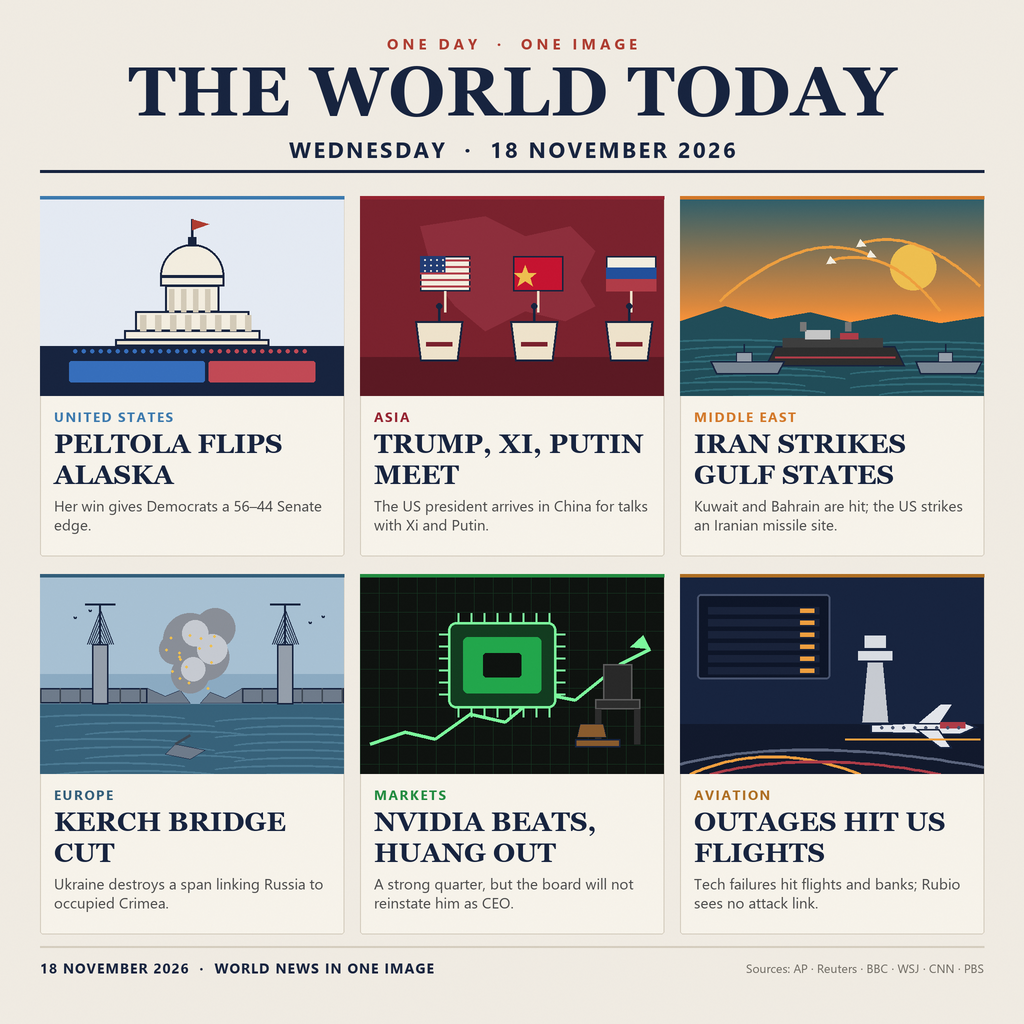 ONE DAY · ONE IMAGE
THE WORLD TODAY
WEDNESDAY · 18 NOVEMBER 2026
UNITED STATES
PELTOLA FLIPS
ALASKA
Her win gives Democrats a 56–44 Senate
edge.
ASIA
TRUMP, XI, PUTIN
MEET
The US president arrives in China for talks
with Xi and Putin.
MIDDLE EAST
IRAN STRIKES
GULF STATES
Kuwait and Bahrain are hit; the US strikes
an Iranian missile site.
EUROPE
KERCH BRIDGE
CUT
Ukraine destroys a span linking Russia to
occupied Crimea.
MARKETS
NVIDIA BEATS,
HUANG OUT
A strong quarter, but the board will not
reinstate him as CEO.
AVIATION
OUTAGES HIT US
FLIGHTS
Tech failures hit flights and banks; Rubio
sees no attack link.
18 NOVEMBER 2026 · WORLD NEWS IN ONE IMAGE
Sources: AP · Reuters · BBC · WSJ · CNN · PBS